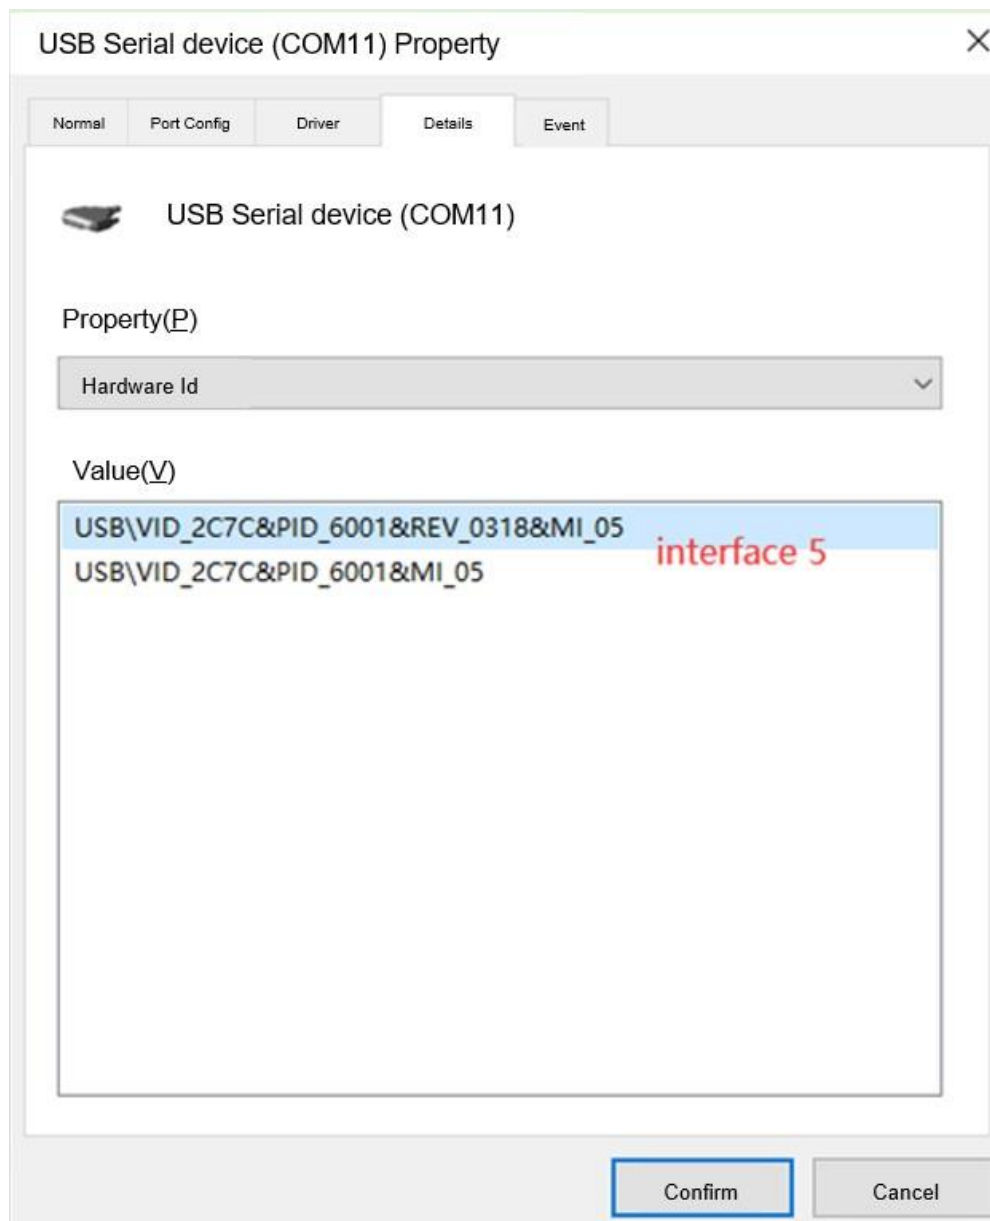 USB Serial device (COM11) Property
Normal Port Config Driver Details Event
USB Serial device (COM11)
Property(P)
Hardware Id
Value(V)
USB\VID_2C7C&PID_6001&REV_0318&MI_05
interface 5
USB\VID_2C7C&PID_6001&MI_05
Confirm Cancel